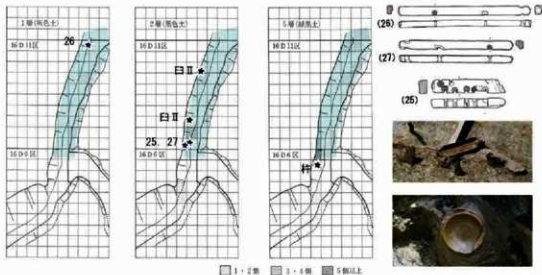 1層(灰色土)
26
16D11区
16D6区
2層(黒色土)
16D11区
臼Ⅱ
臼Ⅱ
25. 27
16D6区
5層(緑黒土)
16D11区
16D6区
杵
(26)
(27)
(25)
1・2個
3・4個
5個以上